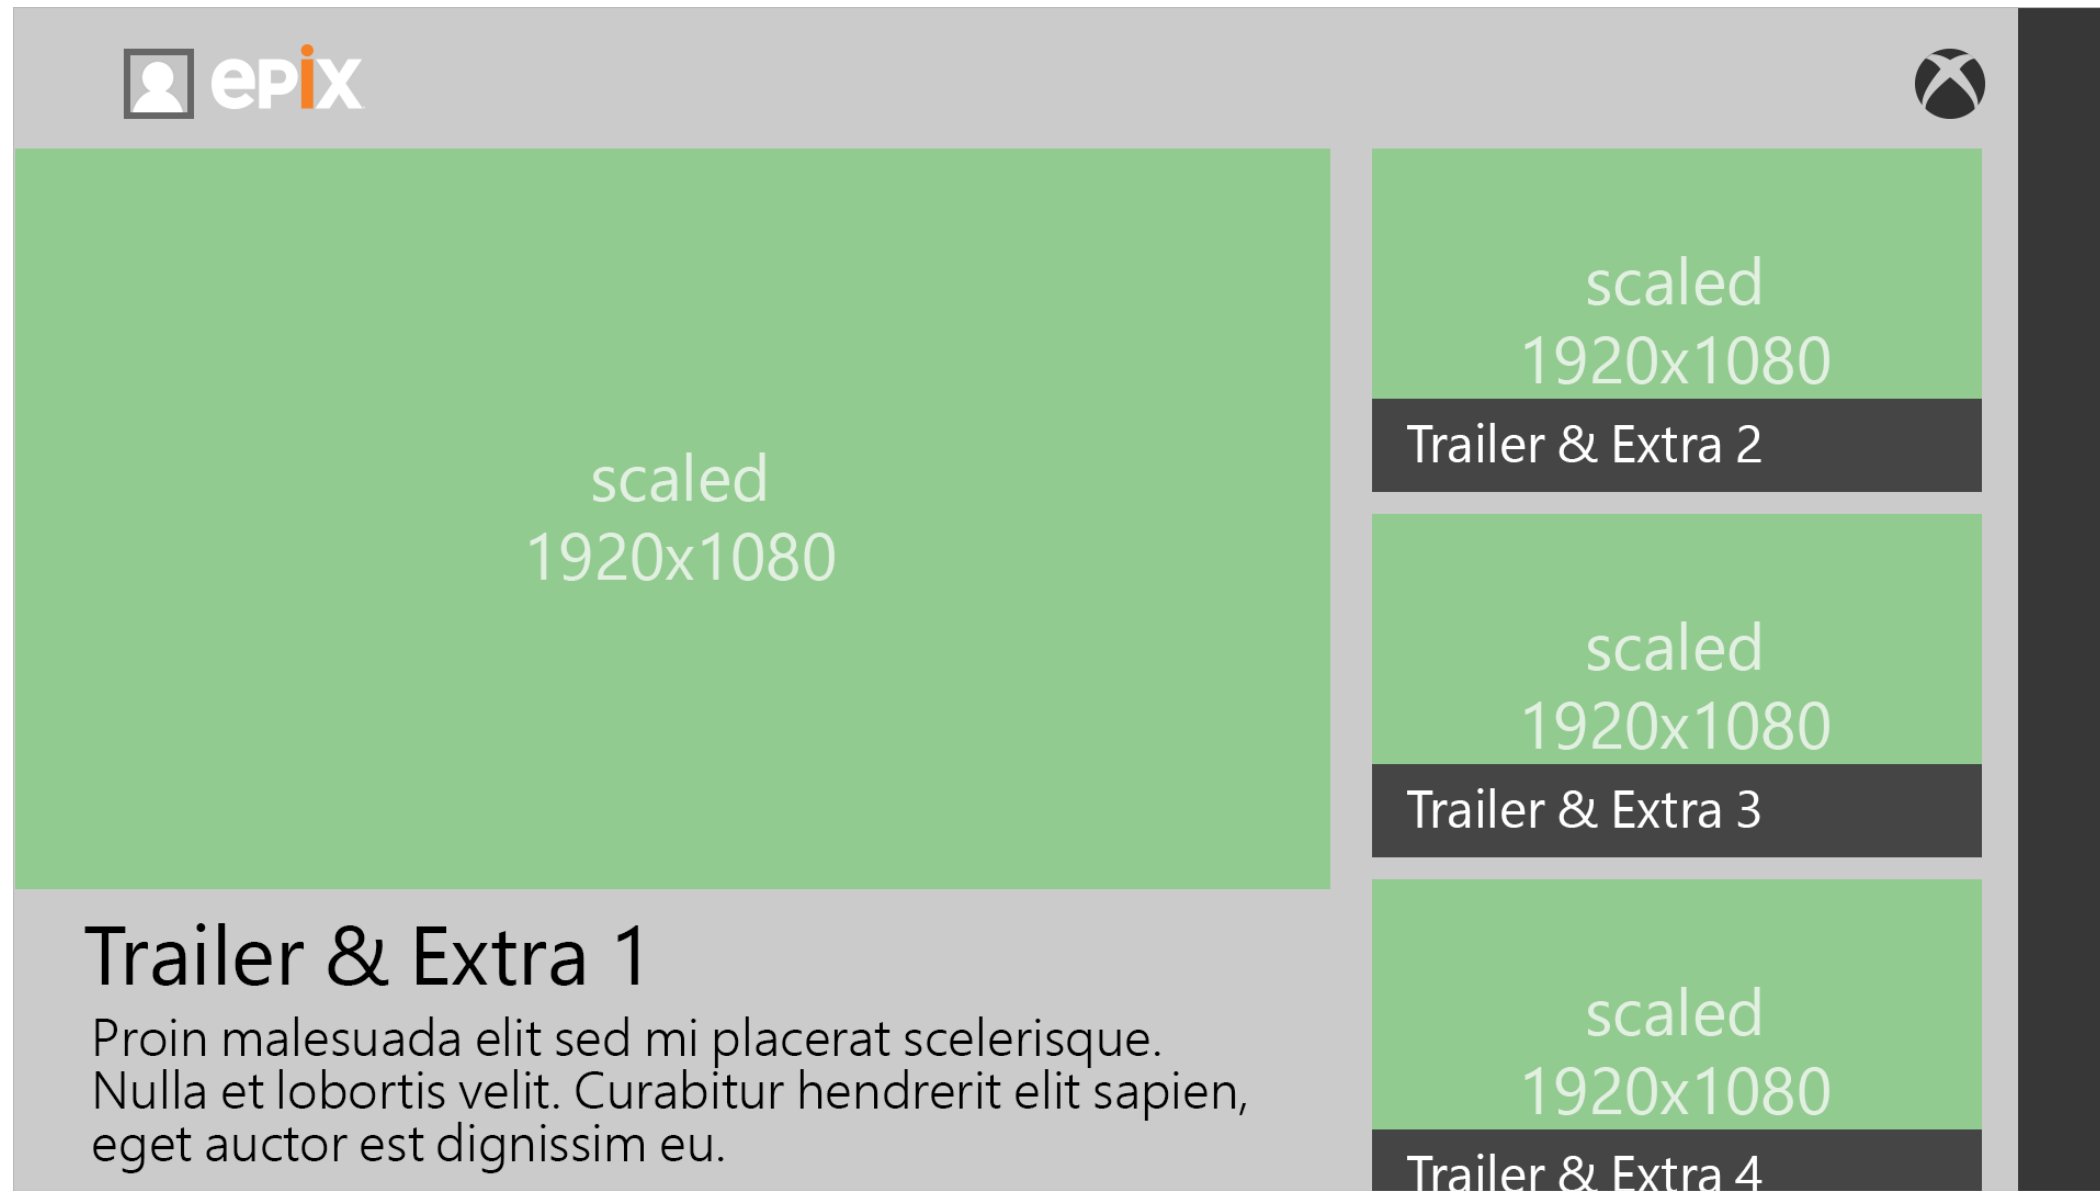 epix
scaled
1920x1080
Trailer & Extra 1
Proin malesuada elit sed mi placerat scelerisque.
Nulla et lobortis velit. Curabitur hendrerit elit sapien,
eget auctor est dignissim eu.
scaled
1920x1080
Trailer & Extra 2
scaled
1920x1080
Trailer & Extra 3
scaled
1920x1080
Trailer & Extra 4